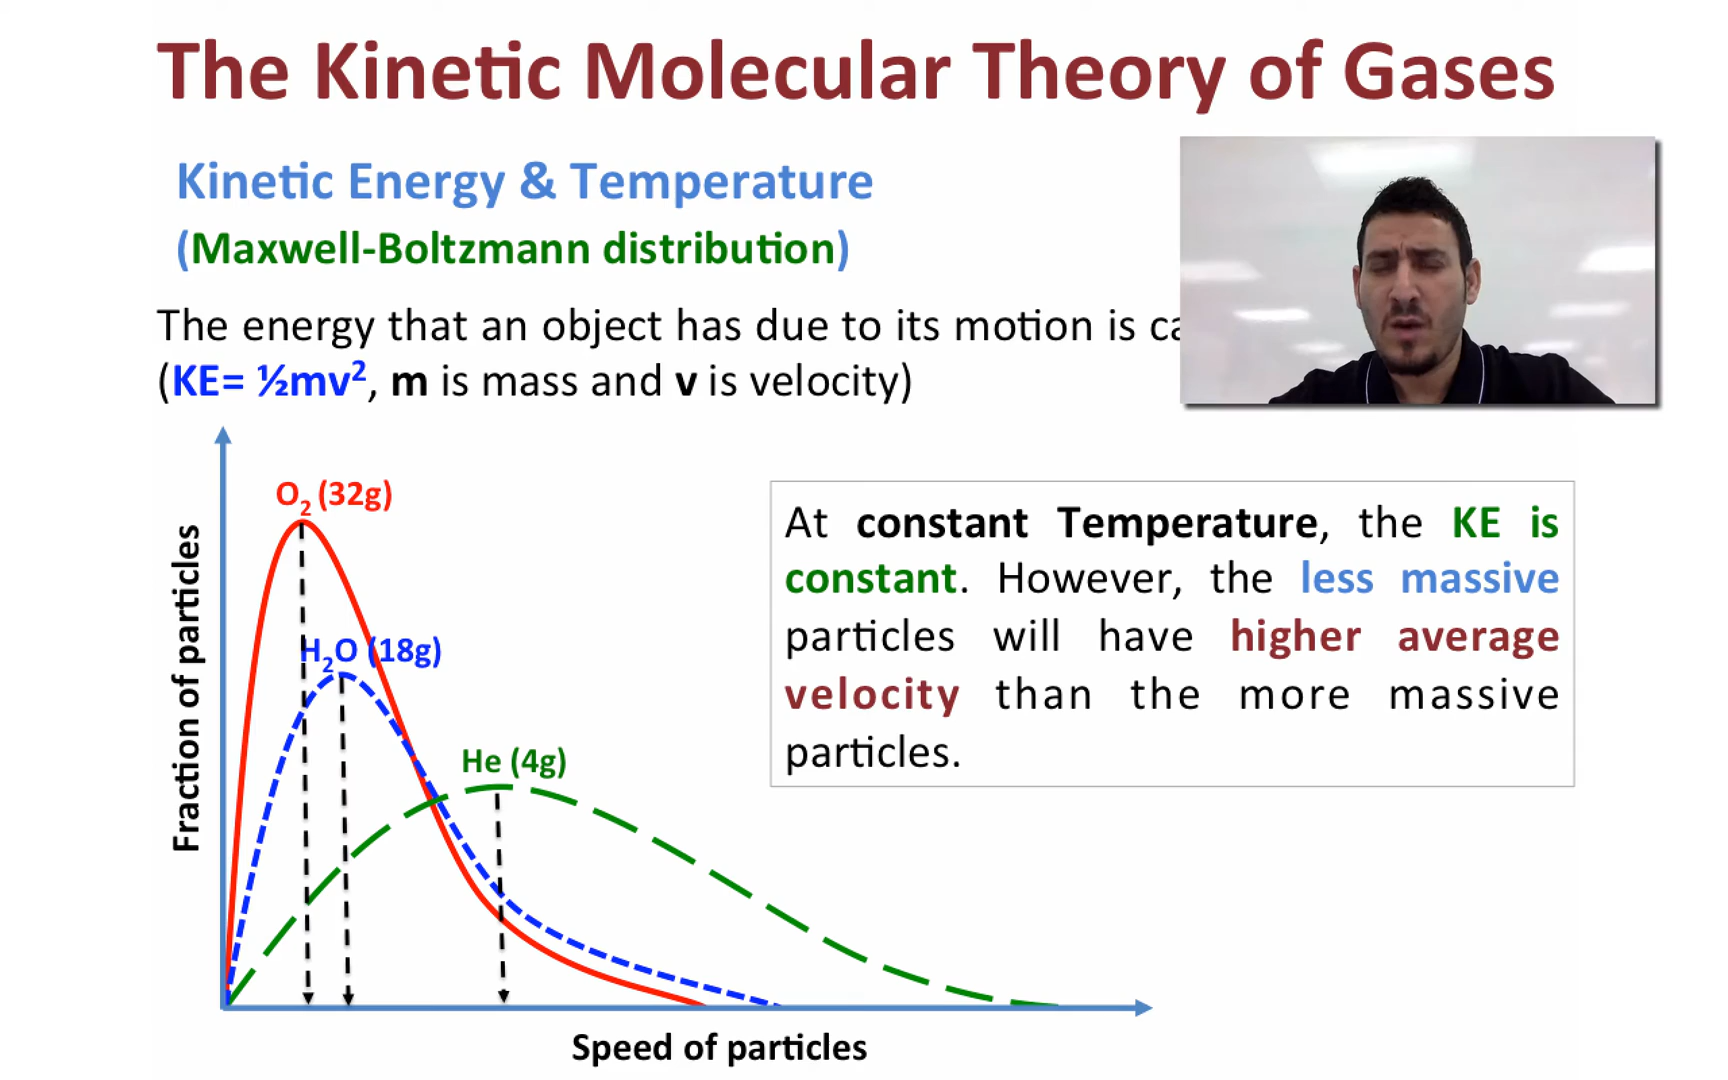 The Kinetic Molecular Theory of Gases
Kinetic Energy & Temperature
(Maxwell-Boltzmann distribution)
The energy that an object has due to its motion is
(KE= ½mv², m is mass and v is velocity)
O₂ (32g)
H₂O (18g)
He (4g)
Fraction of particles
Speed of particles
At constant Temperature, the KE is
constant. However, the less massive
particles will have higher average
velocity than the more massive
particles.